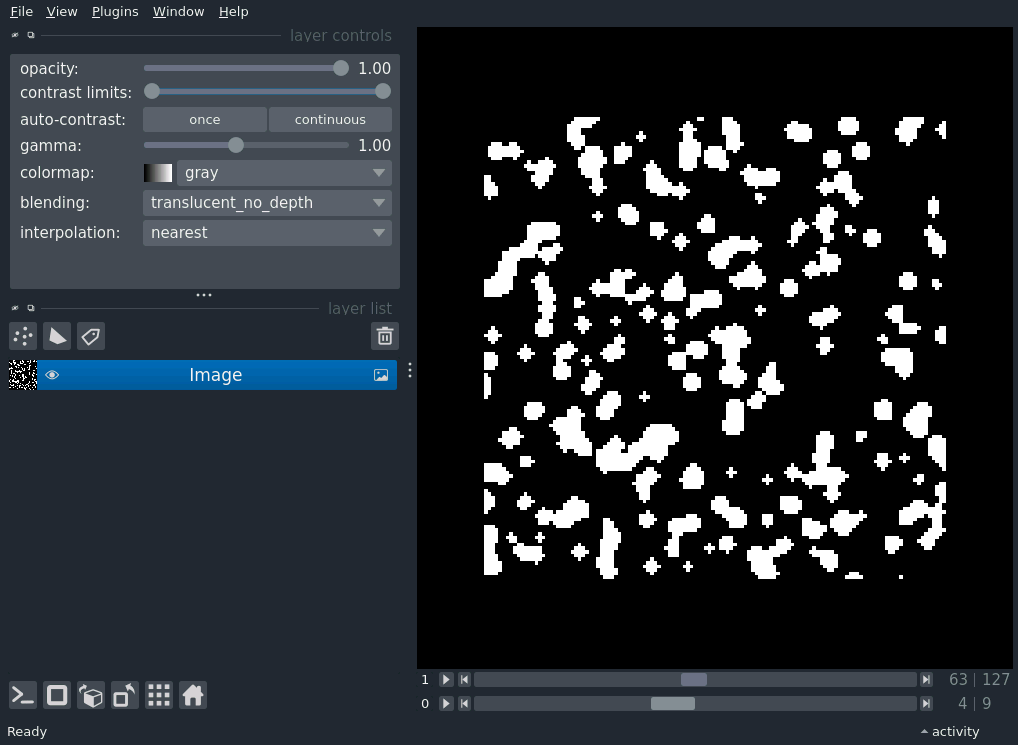 File View Plugins Window Help
layer controls
opacity: 1.00
contrast limits:
auto-contrast: once continuous
gamma: 1.00
colormap: gray
blending: translucent_no_depth
interpolation: nearest
layer list
Image
1 63 | 127
0 4 | 9
Ready activity